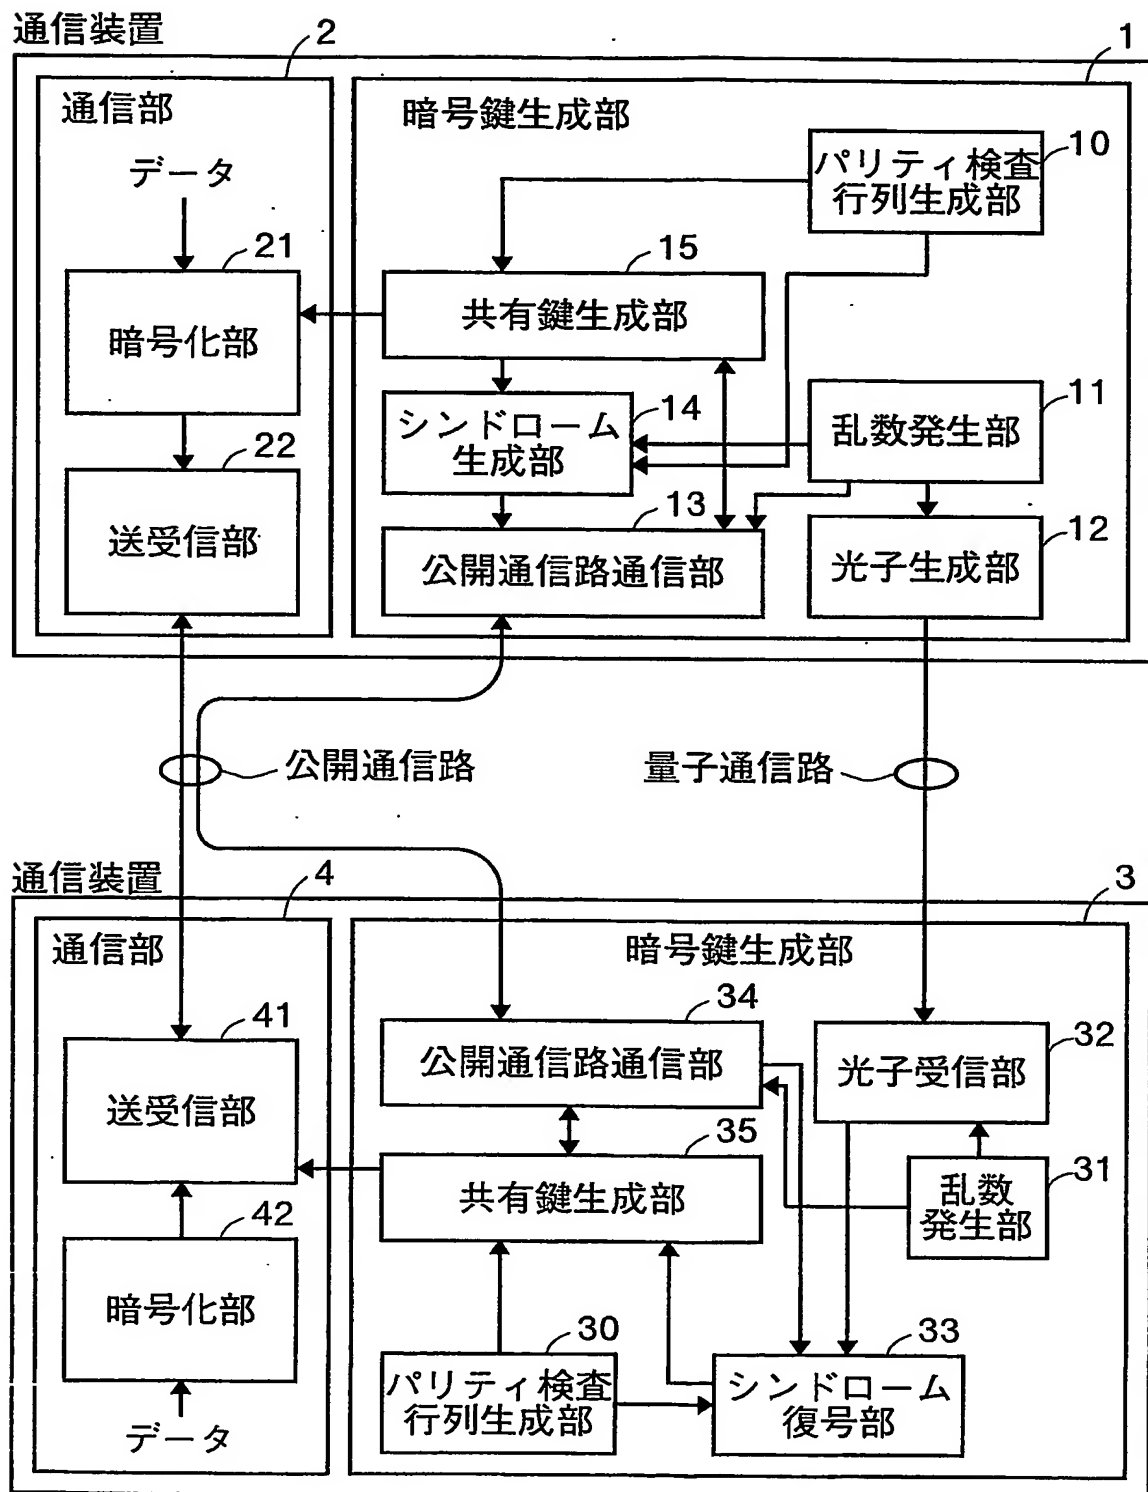 通信装置
2
1
通信部
暗号鍵生成部
データ
パリティ検査
行列生成部
10
21
15
暗号化部
共有鍵生成部
シンドローム
生成部
14
乱数発生部
11
22
13
送受信部
公開通信路通信部
光子生成部
12
公開通信路
量子通信路
通信装置
4
3
通信部
暗号鍵生成部
41
34
送受信部
公開通信路通信部
光子受信部
32
35
共有鍵生成部
乱数
発生部
31
42
暗号化部
30
33
パリティ検査
行列生成部
シンドローム
復号部
データ